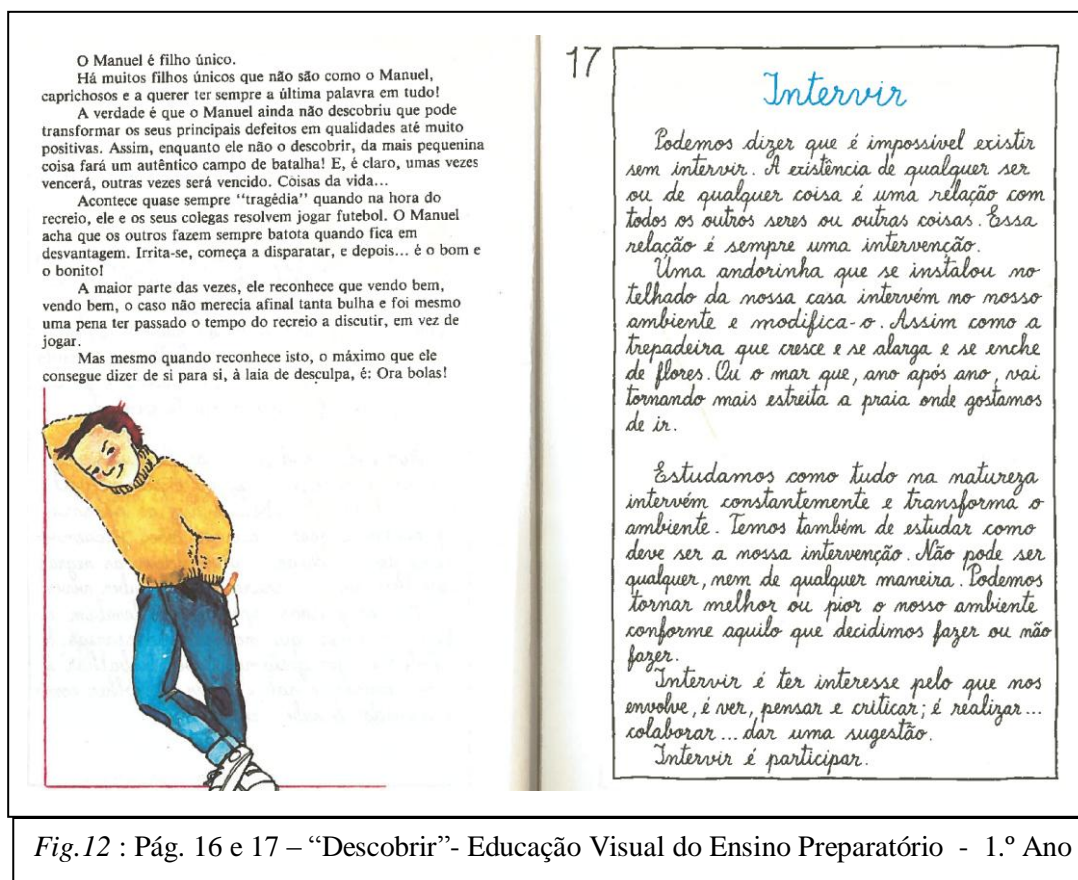 O Manuel é filho único.
Há muitos filhos únicos que não são como o Manuel,
caprichosos e a querer ter sempre a última palavra em tudo!
A verdade é que o Manuel ainda não descobriu que pode
transformar os seus principais defeitos em qualidades até muito
positivas. Assim, enquanto ele não o descobrir, da mais pequenina
coisa fará um autêntico campo de batalha! E, é claro, umas vezes
vencerá, outras vezes será vencido. Coisas da vida...
Acontece quase sempre "tragédia" quando na hora do
recreio, ele e os seus colegas resolvem jogar futebol. O Manuel
acha que os outros fazem sempre batota quando fica em
desvantagem. Irrita-se, começa a disparatar, e depois... é o bom e
o bonito!
A maior parte das vezes, ele reconhece que vendo bem,
vendo bem, o caso não merecia afinal tanta bulha e foi mesmo
uma pena ter passado o tempo do recreio a discutir, em vez de
jogar.
Mas mesmo quando reconhece isto, o máximo que ele
consegue dizer de si para si, à laia de desculpa, é: Ora bolas!
17
Intervir
Podemos dizer que é impossível existir
sem intervir. A existência de qualquer ser
ou de qualquer coisa é uma relação com
todos os outros seres ou outras coisas. Essa
relação é sempre uma intervenção.
Uma andorinha que se instalou no
telhado da nossa casa intervém no nosso
ambiente e modifica-o. Assim como a
trepadeira que cresce e se alarga e se enche
de flores. Ou o mar que, ano após ano, vai
tornando mais estreita a praia onde gostamos
de ir.
Estudamos como tudo na natureza
intervém constantemente e transforma o
ambiente. Temos também de estudar como
deve ser a nossa intervenção. Não pode ser
qualquer, nem de qualquer maneira. Podemos
tornar melhor ou pior o nosso ambiente
conforme aquilo que decidimos fazer ou não
fazer.
Intervir é ter interesse pelo que nos
envolve, é ver, pensar e criticar; é realizar...
colaborar... dar uma sugestão.
Intervir é participar.
Fig.12 : Pág. 16 e 17 – “Descobrir”- Educação Visual do Ensino Preparatório - 1.º Ano